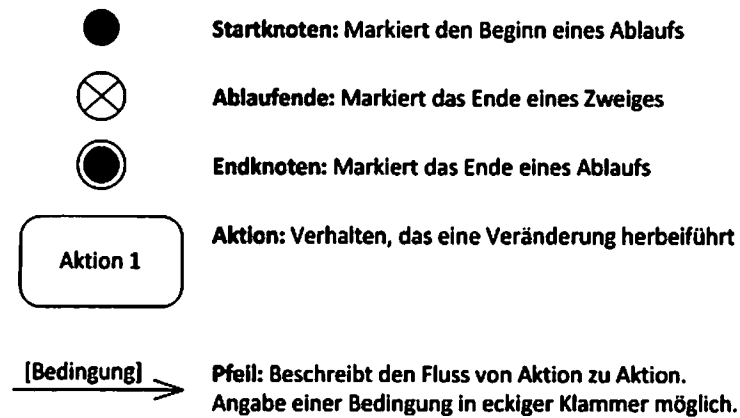 Startknoten: Markiert den Beginn eines Ablaufs
Ablaufende: Markiert das Ende eines Zweiges
Endknoten: Markiert das Ende eines Ablaufs
Aktion 1
Aktion: Verhalten, das eine Veränderung herbeiführt
[Bedingung]
Pfeil: Beschreibt den Fluss von Aktion zu Aktion.
Angabe einer Bedingung in eckiger Klammer möglich.